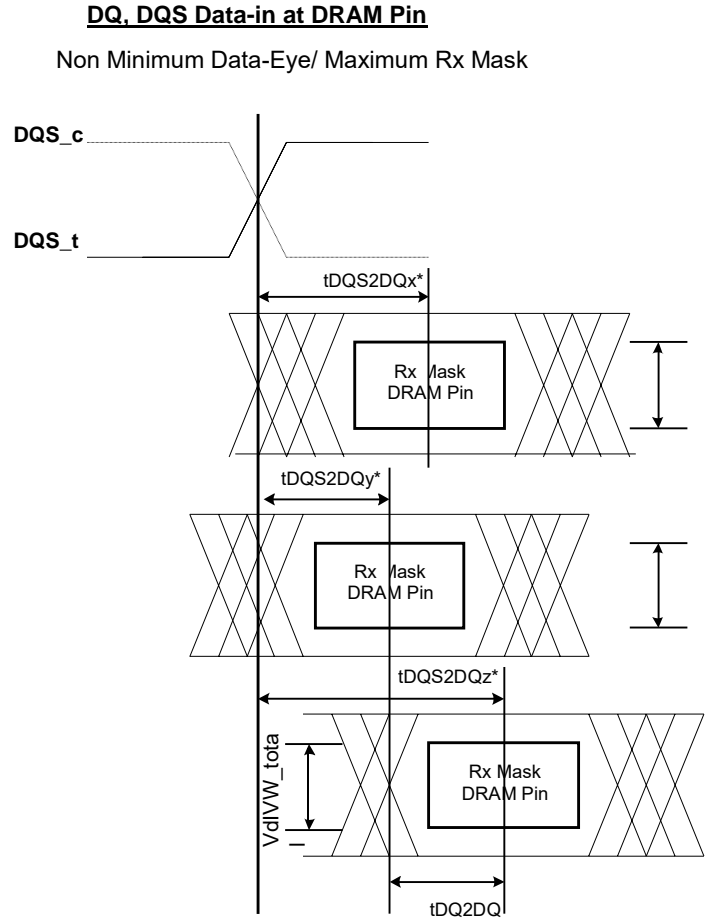 DQ, DQS Data-in at DRAM Pin
Non Minimum Data-Eye/ Maximum Rx Mask
DQS_c
DQS_t
tDQS2DQx*
Rx Mask
DRAM Pin
tDQS2DQy*
Rx Mask
DRAM Pin
tDQS2DQz*
VdIVW_tota
l
Rx Mask
DRAM Pin
tDQ2DQ